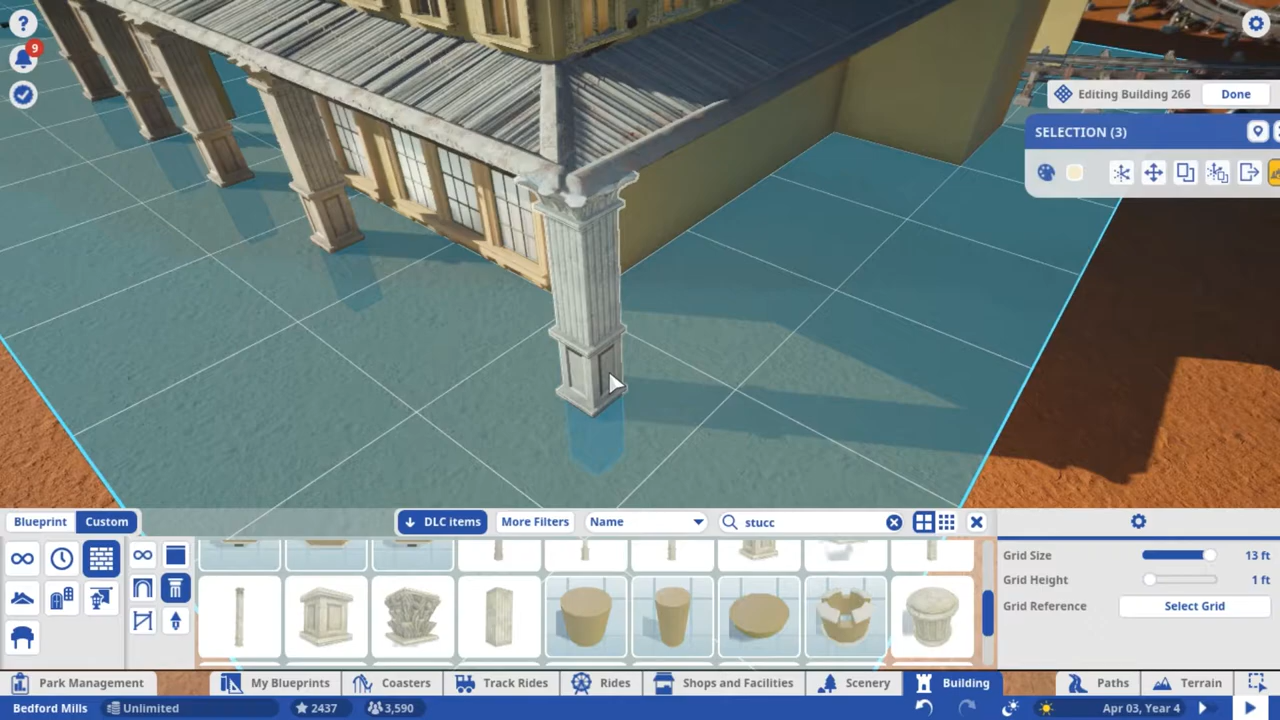 ?
9
Editing Building 266
Done
SELECTION (3)
Blueprint
Custom
DLC items
More Filters
Name
stucc
Grid Size
13 ft
Grid Height
1 ft
Grid Reference
Select Grid
Park Management
My Blueprints
Coasters
Track Rides
Rides
Shops and Facilities
Scenery
Building
Paths
Terrain
Bedford Mills
Unlimited
2437
3,590
Apr 03, Year 4